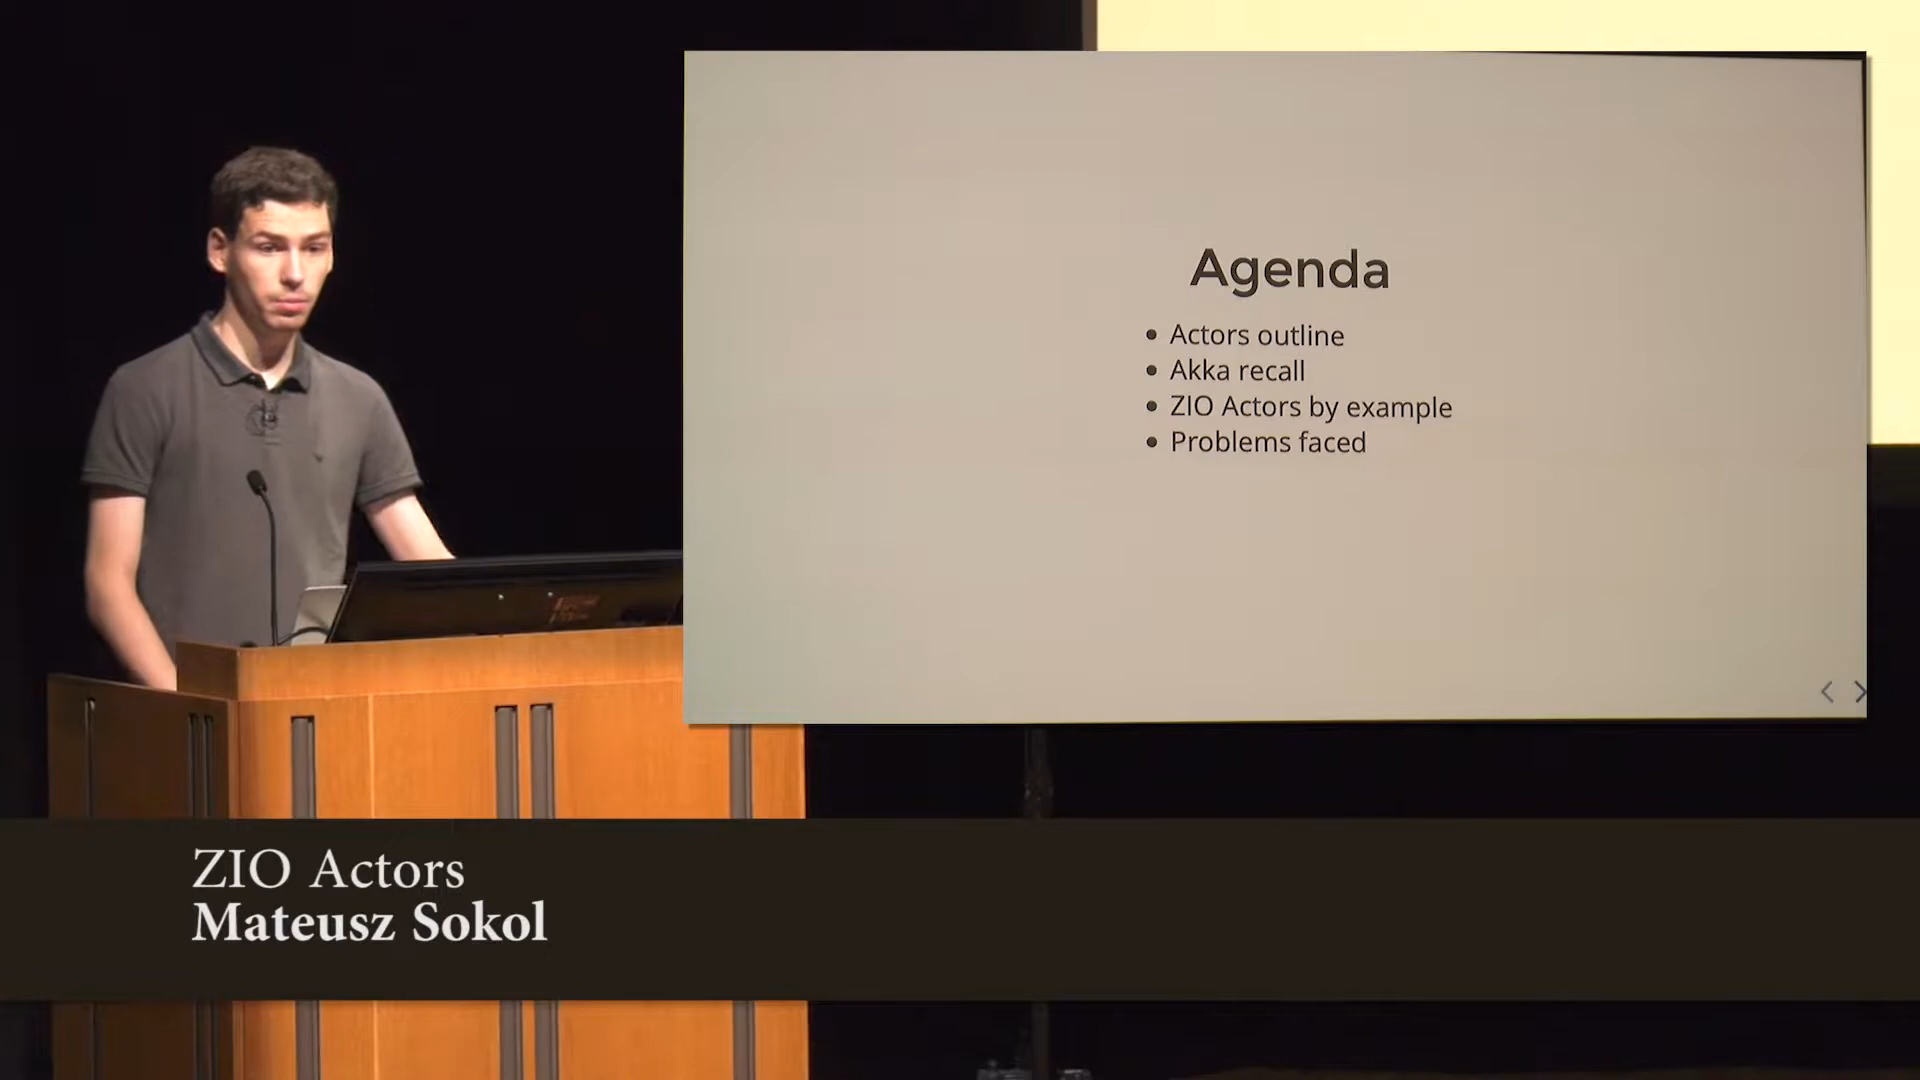 Agenda
• Actors outline
• Akka recall
• ZIO Actors by example
• Problems faced
ZIO Actors
Mateusz Sokol